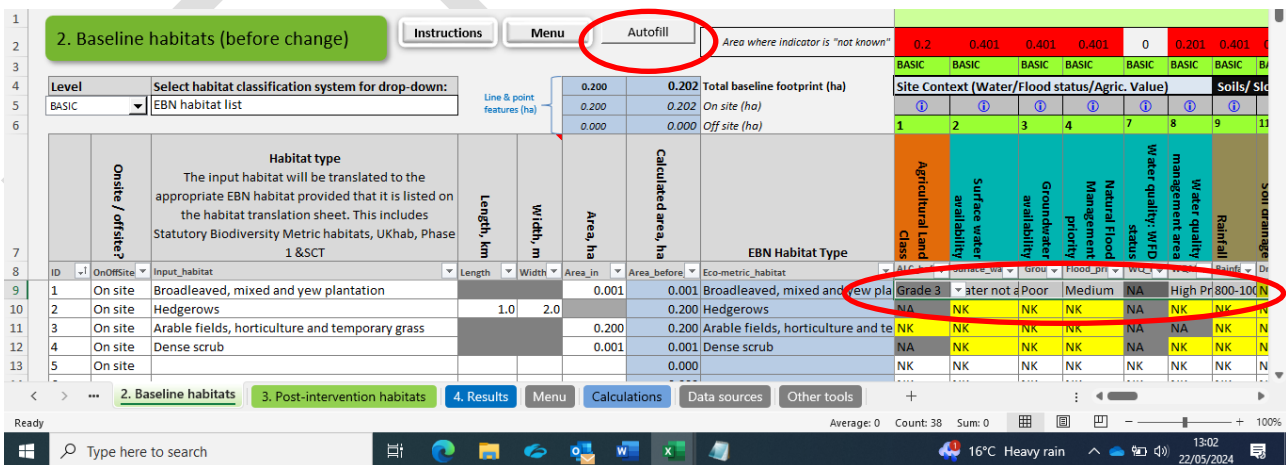 1
2. Baseline habitats (before change)
Instructions
Menu
Autofill
2
Area where indicator is "not known"
0.2 0.401 0.401 0.401 0 0.201 0.401
3
BASIC BASIC BASIC BASIC BASIC BASIC BASIC
4 Level Select habitat classification system for drop-down: 0.200 0.202 Total baseline footprint (ha) Site Context (Water/Flood status/Agric. Value) Soils/
5 BASIC EBN habitat list 0.200 0.202 On site (ha)
Line & point
features (ha)
6 0.000 0.000 Off site (ha) 1 2 3 4 7 8 9 11
7
Onsite / offsite?
Habitat type
The input habitat will be translated to the
appropriate EBN habitat provided that it is listed on
the habitat translation sheet. This includes
Statutory Biodiversity Metric habitats, UKhab, Phase
1 &SCT
Length, km
Width, m
Area, ha
Calculated area, ha
EBN Habitat Type
Agricultural Land
Class
Surface water
availability
Groundwater
availability
Natural Flood
Management
priority
Water quality: WFD
status
Water quality
management area
Rainfall
Soil drainage
8 ID OnOffSite Input_habitat Length Width Area_in Area_before Eco-metric_habitat
9 1 On site Broadleaved, mixed and yew plantation 0.001 0.001 Broadleaved, mixed and yew pla Grade 3 ater not a Poor Medium NA High Pr 800-100 N
10 2 On site Hedgerows 1.0 2.0 0.200 Hedgerows NA NK NK NK NA NK NK N
11 3 On site Arable fields, horticulture and temporary grass 0.200 0.200 Arable fields, horticulture and te NK NK NK NK NA NA NK N
12 4 On site Dense scrub 0.001 0.001 Dense scrub NA NK NK NK NA NK NK N
13 5 On site 0.000 NK NK NK NK NA NK NK N
2. Baseline habitats 3. Post-intervention habitats 4. Results Menu Calculations Data sources Other tools
Ready Average: 0 Count: 38 Sum: 0 100%
Type here to search 16°C Heavy rain 13:02
22/05/2024